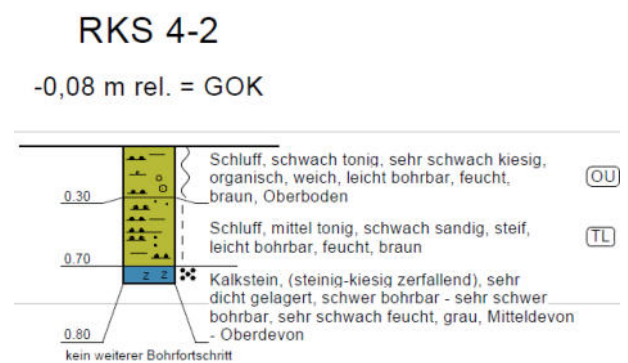 RKS 4-2
-0,08 m rel. = GOK
Schluff, schwach tonig, sehr schwach kiesig,
organisch, weich, leicht bohrbar, feucht,
braun, Oberboden
OU
0.30
Schluff, mittel tonig, schwach sandig, steif,
leicht bohrbar, feucht, braun
TL
0.70
z z
Kalkstein, (steinig-kiesig zerfallend), sehr
dicht gelagert, schwer bohrbar - sehr schwer
bohrbar, sehr schwach feucht, grau, Mitteldevon
- Oberdevon
0.80
kein weiterer Bohrfortschritt